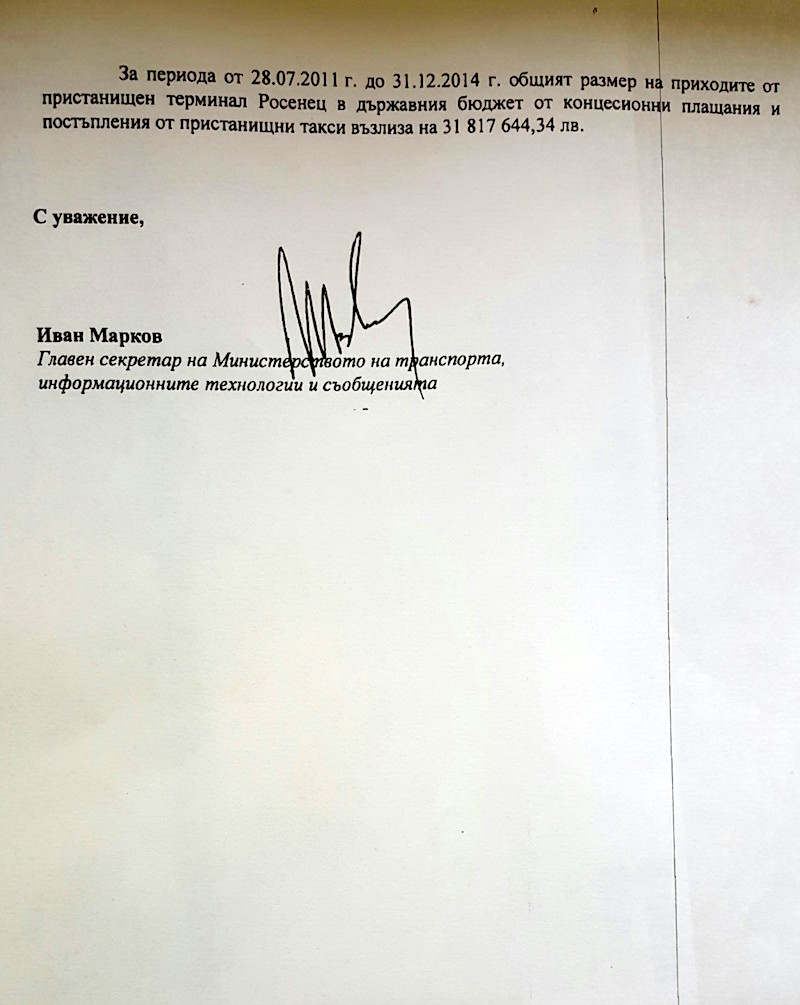 За периода от 28.07.2011 г. до 31.12.2014 г. общият размер на приходите от
пристанищен терминал Росенец в държавния бюджет от концесионни плащания и
постъпления от пристанищни такси възлиза на 31 817 644,34 лв.
С уважение,
Иван Марков
Главен секретар на Министерството на транспорта,
информационните технологии и съобщенията